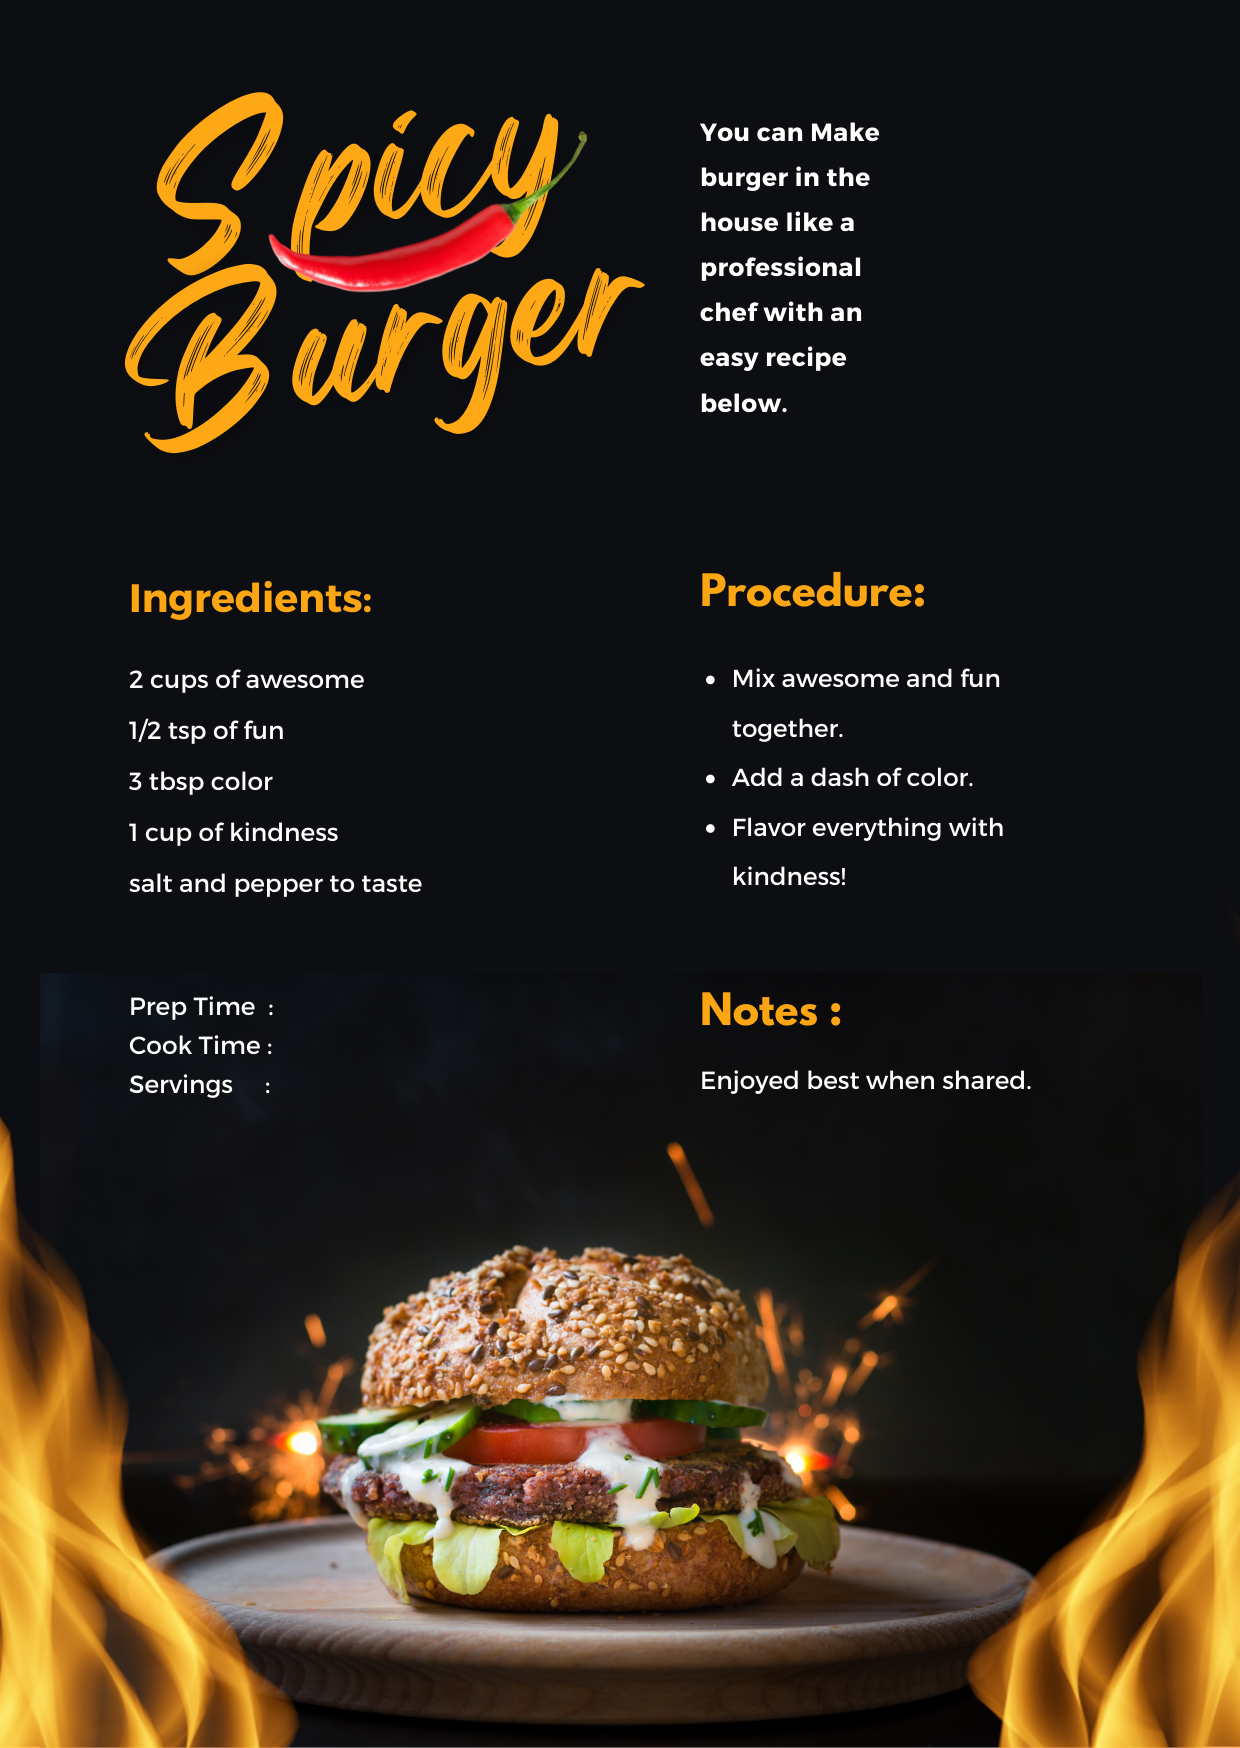 Spicy
Burger
You can Make
burger in the
house like a
professional
chef with an
easy recipe
below.
Ingredients:
2 cups of awesome
1/2 tsp of fun
3 tbsp color
1 cup of kindness
salt and pepper to taste
Procedure:
• Mix awesome and fun
together.
• Add a dash of color.
• Flavor everything with
kindness!
Prep Time :
Cook Time :
Servings :
Notes :
Enjoyed best when shared.